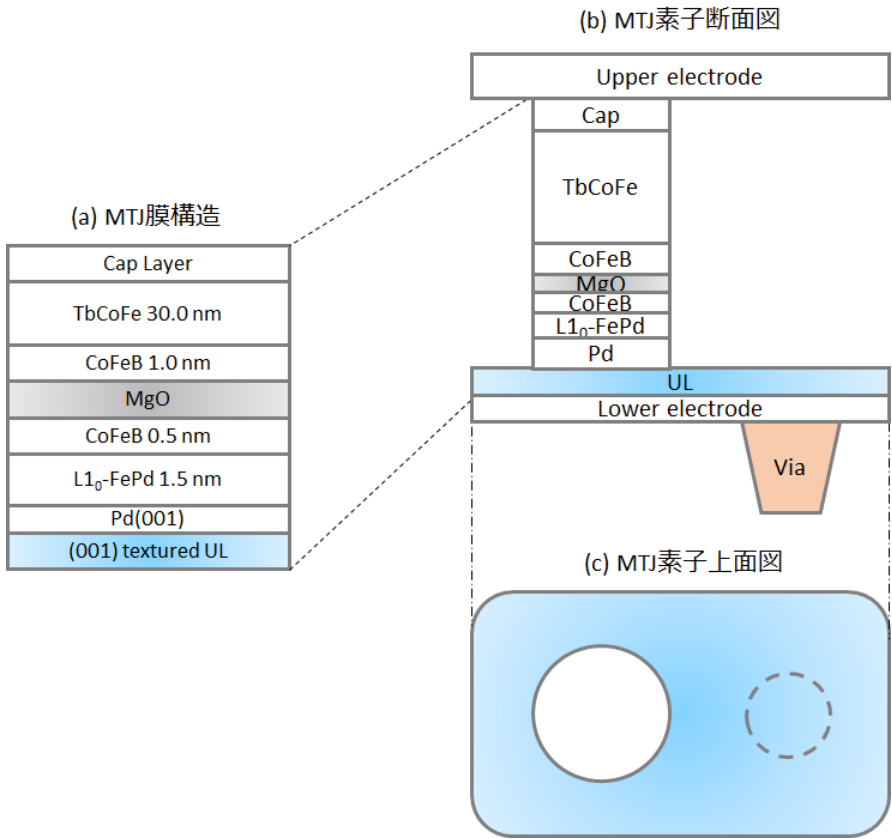 (a) MTJ膜構造
Cap Layer
TbCoFe 30.0 nm
CoFeB 1.0 nm
MgO
CoFeB 0.5 nm
L1₀-FePd 1.5 nm
Pd(001)
(001) textured UL
(b) MTJ素子断面図
Upper electrode
Cap
TbCoFe
CoFeB
MgO
CoFeB
L1₀-FePd
Pd
UL
Lower electrode
Via
(c) MTJ素子上面図